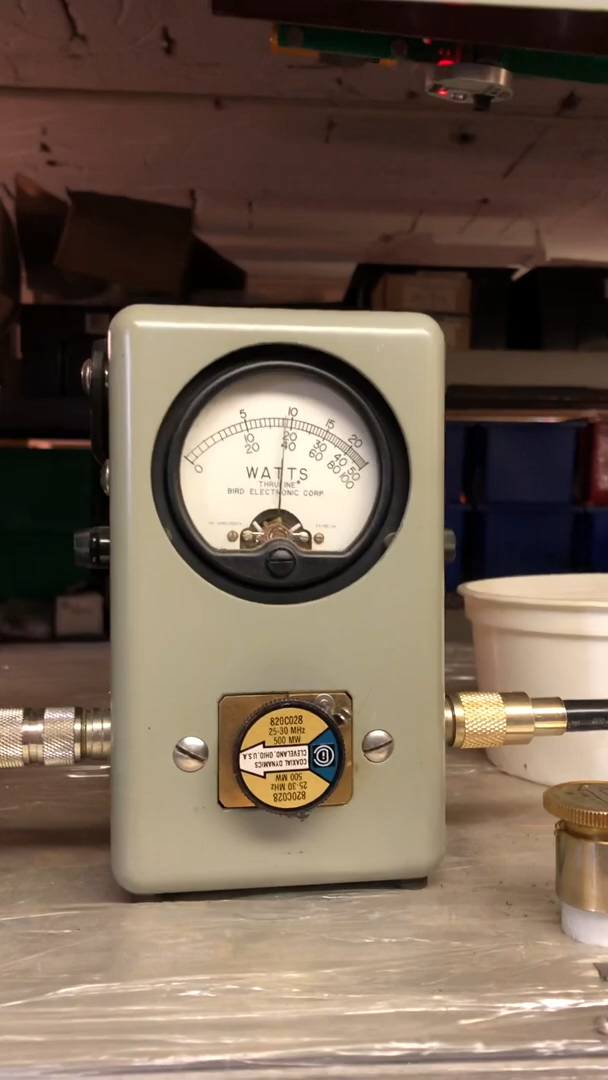 5 10 15 20
10 20 30 40 50
0 20 40 60 80 100
WATTS
THRULINE®
BIRD ELECTRONIC CORP
820C028
25-30 MHz
500 MW
COAXIAL DYNAMICS
CLEVELAND, OHIO, U.S.A
500 MW
25-30 MHz
820C028